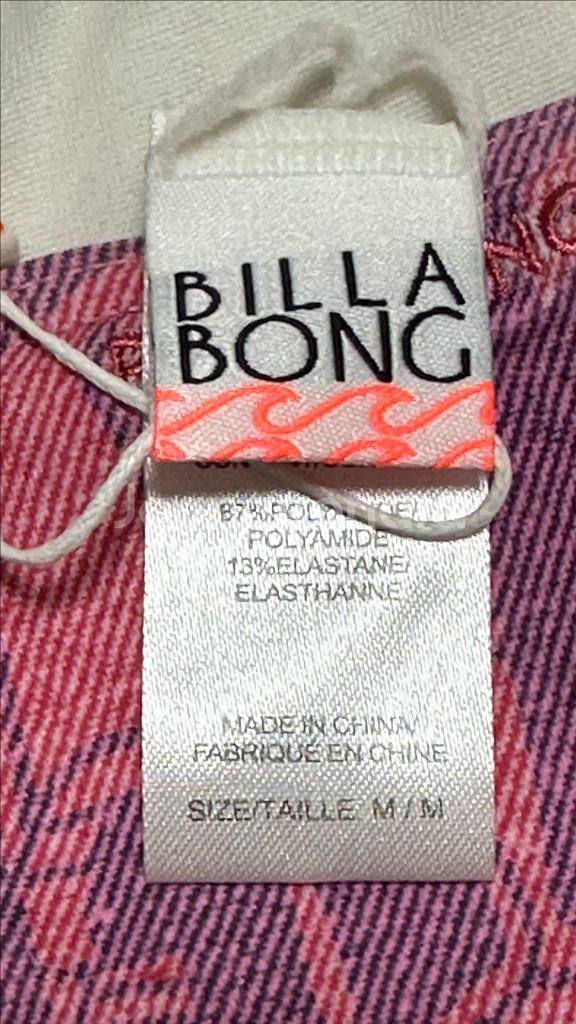 BILLA
BONG
87%POLYAMIDE/
POLYAMIDE
13%ELASTANE/
ELASTHANNE
MADE IN CHINA/
FABRIQUE EN CHINE
SIZE/TAILLE M / M